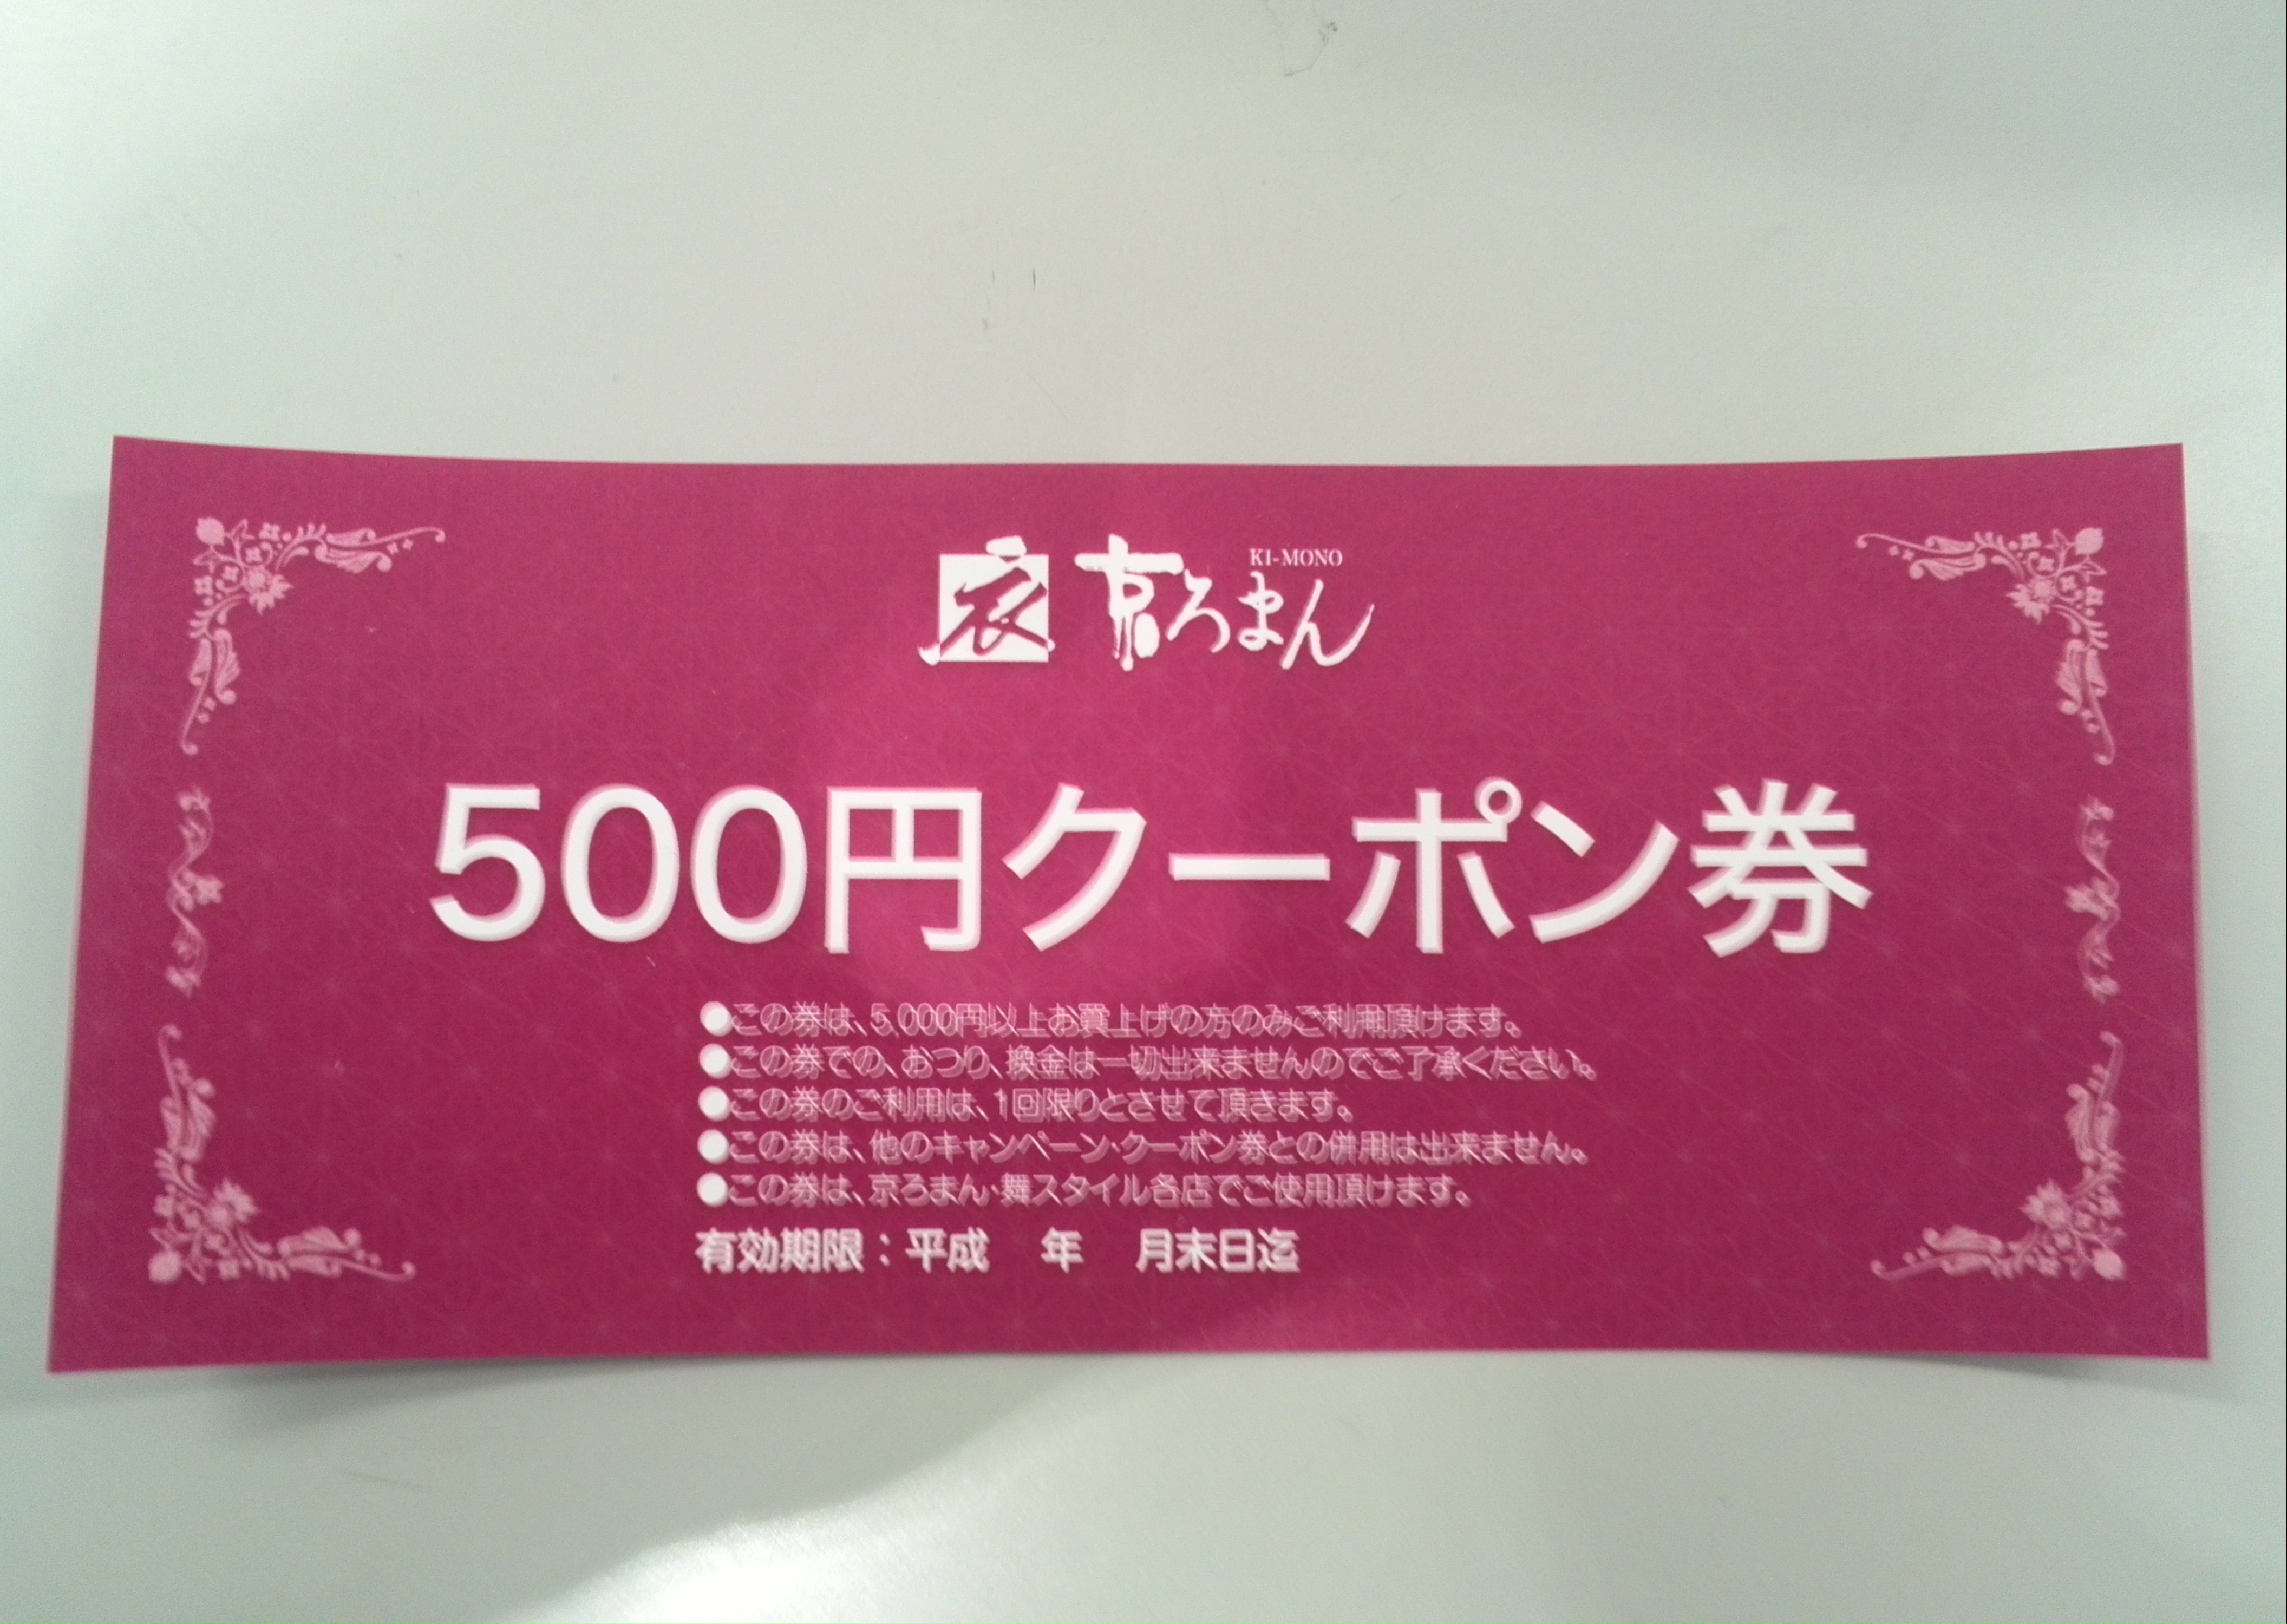 衣 京ろまん KI-MONO
500円クーポン券
●この券は、5,000円以上お買上げの方のみご利用頂けます。
●この券での、おつり、換金は一切出来ませんのでご了承ください。
●この券のご利用は、1回限りとさせて頂きます。
●この券は、他のキャンペーン・クーポン券との併用は出来ません。
●この券は、京ろまん・舞スタイル各店でご使用頂けます。
有効期限：平成　年　月末日迄